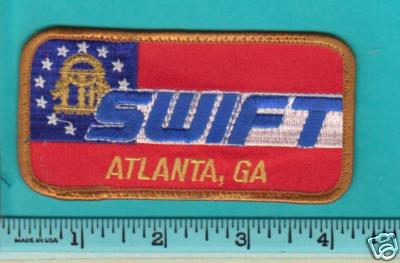 SWIFT
ATLANTA, GA
MADE IN USA 1 2 3 4